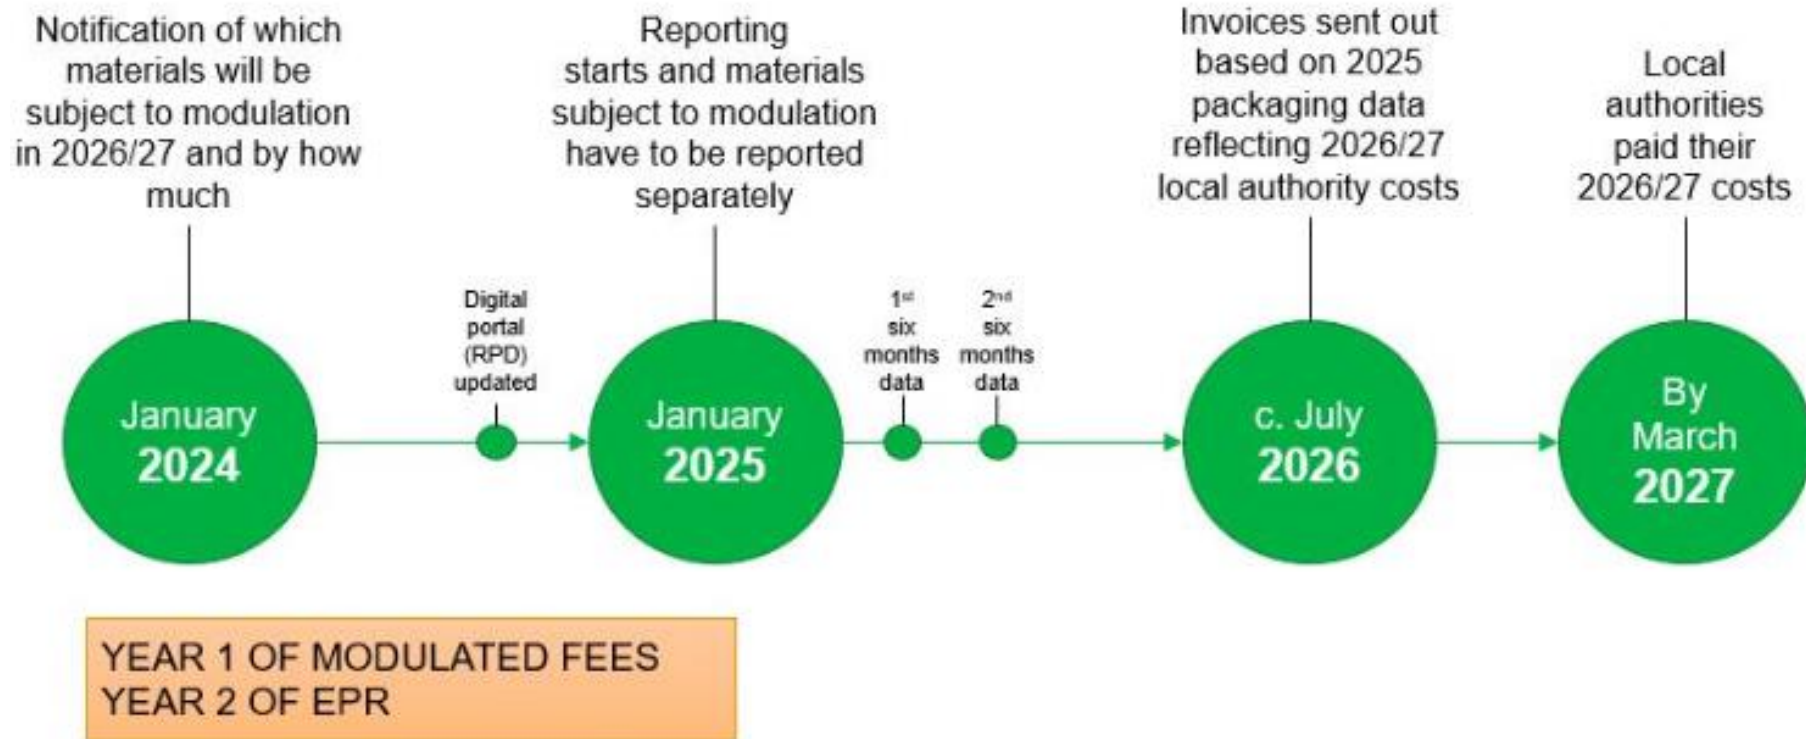 Notification of which
materials will be
subject to modulation
in 2026/27 and by how
much
Reporting
starts and materials
subject to modulation
have to be reported
separately
Invoices sent out
based on 2025
packaging data
reflecting 2026/27
local authority costs
Local
authorities
paid their
2026/27 costs
Digital
portal
(RPD)
updated
1st
six
months
data
2nd
six
months
data
January
2024
January
2025
c. July
2026
By
March
2027
YEAR 1 OF MODULATED FEES
YEAR 2 OF EPR